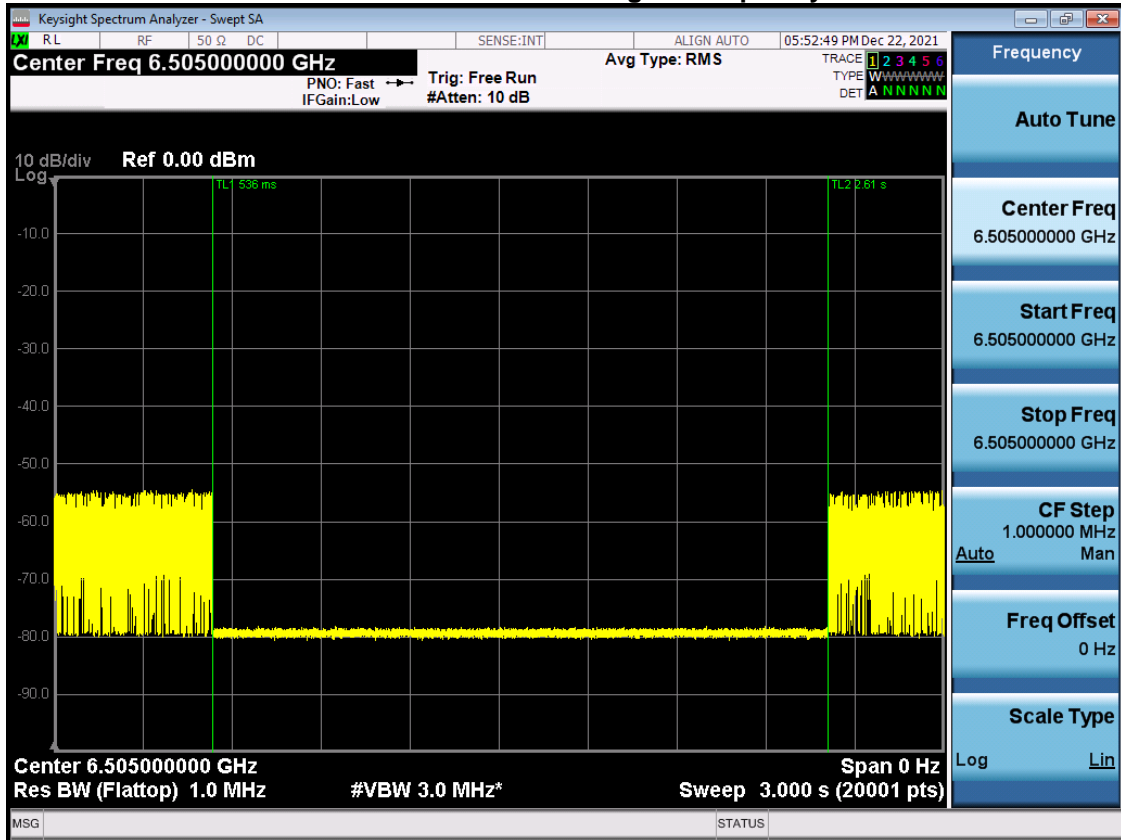 Keysight Spectrum Analyzer - Swept SA
LXI RL RF 50 Ω DC SENSE:INT ALIGN AUTO 05:52:49 PM Dec 22, 2021
Center Freq 6.505000000 GHz
PNO: Fast
IFGain:Low
Trig: Free Run
#Atten: 10 dB
Avg Type: RMS
TRACE 1 2 3 4 5 6
TYPE WWWWWW
DET A N N N N N
10 dB/div Ref 0.00 dBm
Log
TL1 536 ms TL2 2.61 s
-10.0
-20.0
-30.0
-40.0
-50.0
-60.0
-70.0
-80.0
-90.0
Center 6.505000000 GHz Span 0 Hz
Res BW (Flattop) 1.0 MHz #VBW 3.0 MHz* Sweep 3.000 s (20001 pts)
MSG STATUS
Frequency
Auto Tune
Center Freq
6.505000000 GHz
Start Freq
6.505000000 GHz
Stop Freq
6.505000000 GHz
CF Step
1.000000 MHz
Auto Man
Freq Offset
0 Hz
Scale Type
Log Lin